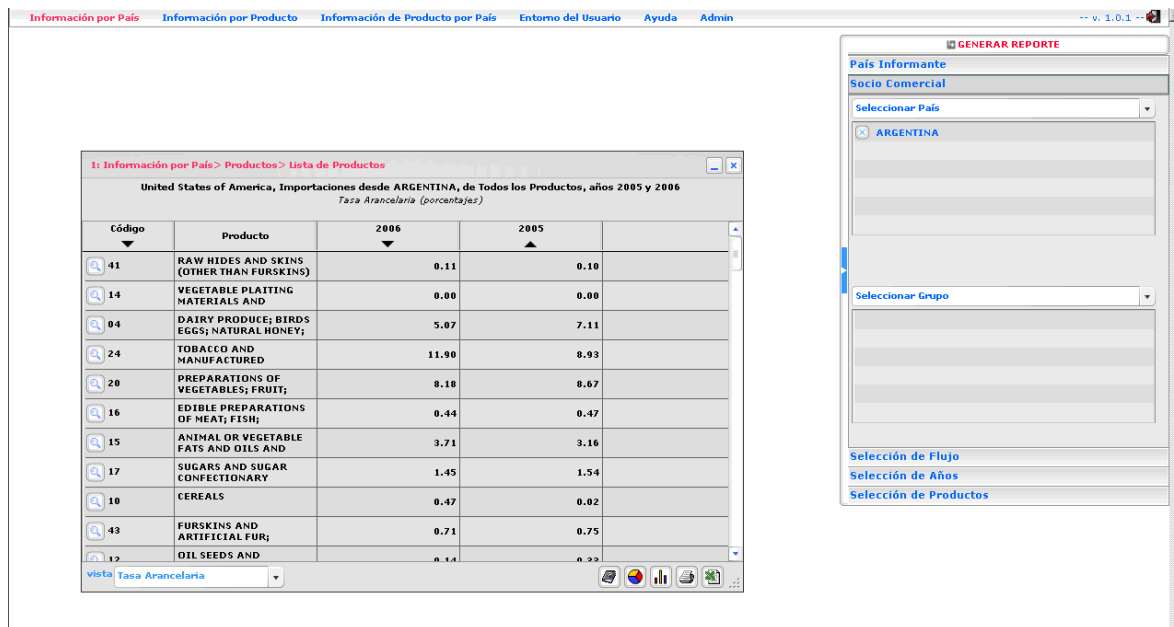 Información por País Información por Producto Información de Producto por País Entorno del Usuario Ayuda Admin -- v. 1.0.1 --
GENERAR REPORTE
País Informante
Socio Comercial
Seleccionar País
ARGENTINA
Seleccionar Grupo
Selección de Flujo
Selección de Años
Selección de Productos
1: Información por País> Productos> Lista de Productos
United States of America, Importaciones desde ARGENTINA, de Todos los Productos, años 2005 y 2006
Tasa Arancelaria (porcentajes)
Código Producto 2006 2005
41 RAW HIDES AND SKINS 0.11 0.10
(OTHER THAN FURSKINS)
14 VEGETABLE PLAITING 0.00 0.00
MATERIALS AND
04 DAIRY PRODUCE; BIRDS 5.07 7.11
EGGS; NATURAL HONEY;
24 TOBACCO AND 11.90 8.93
MANUFACTURED
20 PREPARATIONS OF 8.18 8.67
VEGETABLES; FRUIT;
16 EDIBLE PREPARATIONS 0.44 0.47
OF MEAT; FISH;
15 ANIMAL OR VEGETABLE 3.71 3.16
FATS AND OILS AND
17 SUGARS AND SUGAR 1.45 1.54
CONFECTIONARY
10 CEREALS 0.47 0.02
43 FURSKINS AND 0.71 0.75
ARTIFICIAL FUR;
12 OIL SEEDS AND
vista Tasa Arancelaria